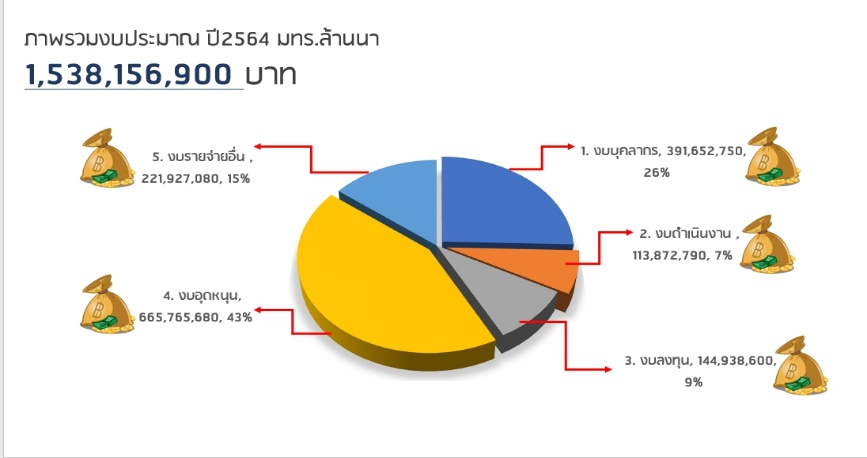 ภาพรวมงบประมาณ ปี2564 มทร.ล้านนา
1,538,156,900 บาท
5. งบรายจ่ายอื่น ,
221,927,080, 15%
1. งบบุคลากร, 391,652,750,
26%
2. งบดำเนินงาน ,
113,872,790, 7%
4. งบอุดหนุน,
665,765,680, 43%
3. งบลงทุน, 144,938,600,
9%